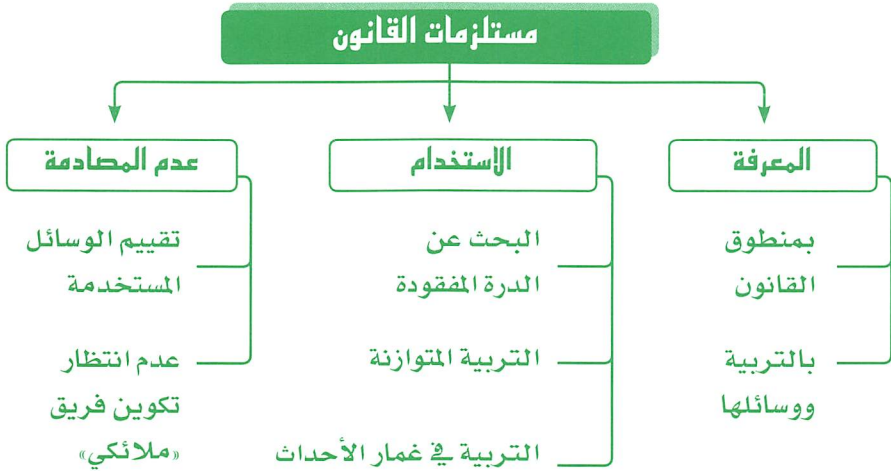 مستلزمات القانون
المعرفة
بمنطوق
القانون
بالتربية
ووسائلها
الاستخدام
البحث عن
الدرة المفقودة
التربية المتوازنة
التربية في غمار الأحداث
عدم المصادمة
تقييم الوسائل
المستخدمة
عدم انتظار
تكوين فريق
«ملائكي»